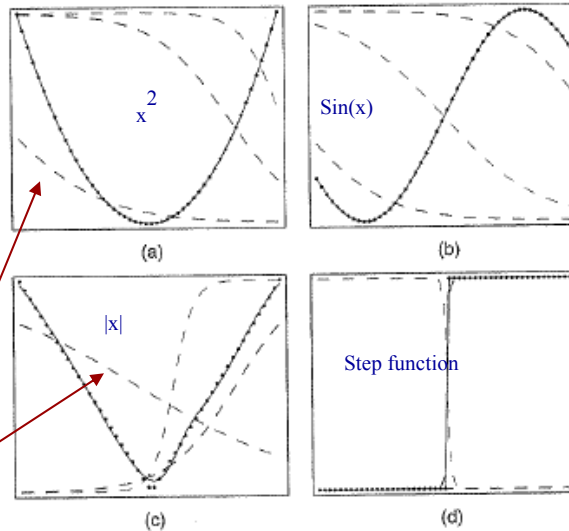 x²
(a)
Sin(x)
(b)
|x|
(c)
Step function
(d)